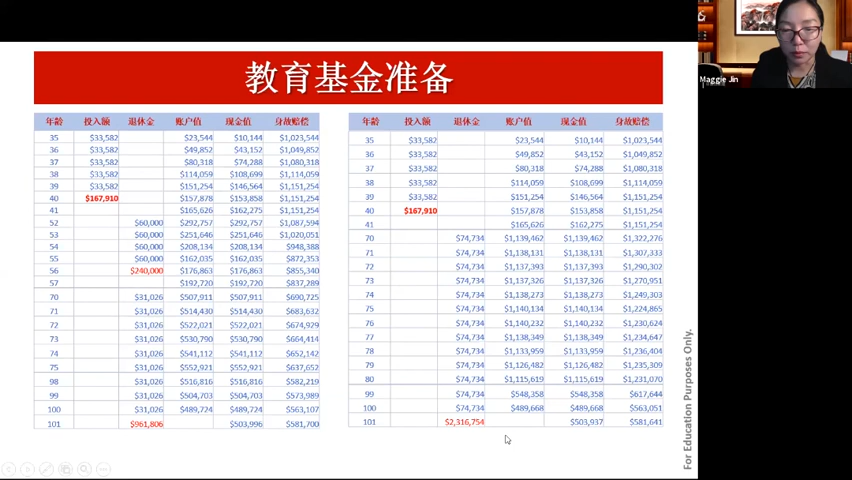 Maggie Jin
教育基金准备
年龄 投入额 退休金 账户值 现金值 身故赔偿
35 $33,582 $23,544 $10,144 $1,023,544
36 $33,582 $49,852 $43,152 $1,049,852
37 $33,582 $80,318 $74,288 $1,080,318
38 $33,582 $114,059 $108,699 $1,114,059
39 $33,582 $151,254 $146,564 $1,151,254
40 $167,910 $157,878 $153,858 $1,151,254
41 $165,626 $162,275 $1,151,254
52 $60,000 $292,757 $292,757 $1,087,594
53 $60,000 $251,646 $251,646 $1,020,051
54 $60,000 $208,134 $208,134 $948,388
55 $60,000 $162,035 $162,035 $872,353
56 $240,000 $176,863 $176,863 $855,340
57 $192,720 $192,720 $837,289
70 $31,026 $507,911 $507,911 $690,725
71 $31,026 $514,430 $514,430 $683,632
72 $31,026 $522,021 $522,021 $674,929
73 $31,026 $530,790 $530,790 $664,414
74 $31,026 $541,112 $541,112 $652,142
75 $31,026 $552,921 $552,921 $637,652
98 $31,026 $516,816 $516,816 $582,219
99 $31,026 $504,703 $504,703 $573,989
100 $31,026 $489,724 $489,724 $563,107
101 $961,806 $503,996 $581,700
年龄 投入额 退休金 账户值 现金值 身故赔偿
35 $33,582 $23,544 $10,144 $1,023,544
36 $33,582 $49,852 $43,152 $1,049,852
37 $33,582 $80,318 $74,288 $1,080,318
38 $33,582 $114,059 $108,699 $1,114,059
39 $33,582 $151,254 $146,564 $1,151,254
40 $167,910 $157,878 $153,858 $1,151,254
41 $165,626 $162,275 $1,151,254
70 $74,734 $1,139,462 $1,139,462 $1,322,276
71 $74,734 $1,138,131 $1,138,131 $1,307,333
72 $74,734 $1,137,393 $1,137,393 $1,290,302
73 $74,734 $1,137,326 $1,137,326 $1,270,951
74 $74,734 $1,138,273 $1,138,273 $1,249,303
75 $74,734 $1,140,134 $1,140,134 $1,224,865
76 $74,734 $1,140,232 $1,140,232 $1,230,624
77 $74,734 $1,138,349 $1,138,349 $1,234,647
78 $74,734 $1,133,959 $1,133,959 $1,236,404
79 $74,734 $1,126,482 $1,126,482 $1,235,309
80 $74,734 $1,115,619 $1,115,619 $1,231,070
99 $74,734 $548,358 $548,358 $617,644
100 $74,734 $489,668 $489,668 $563,051
101 $2,316,754 $503,937 $581,641
For Education Purposes Only.